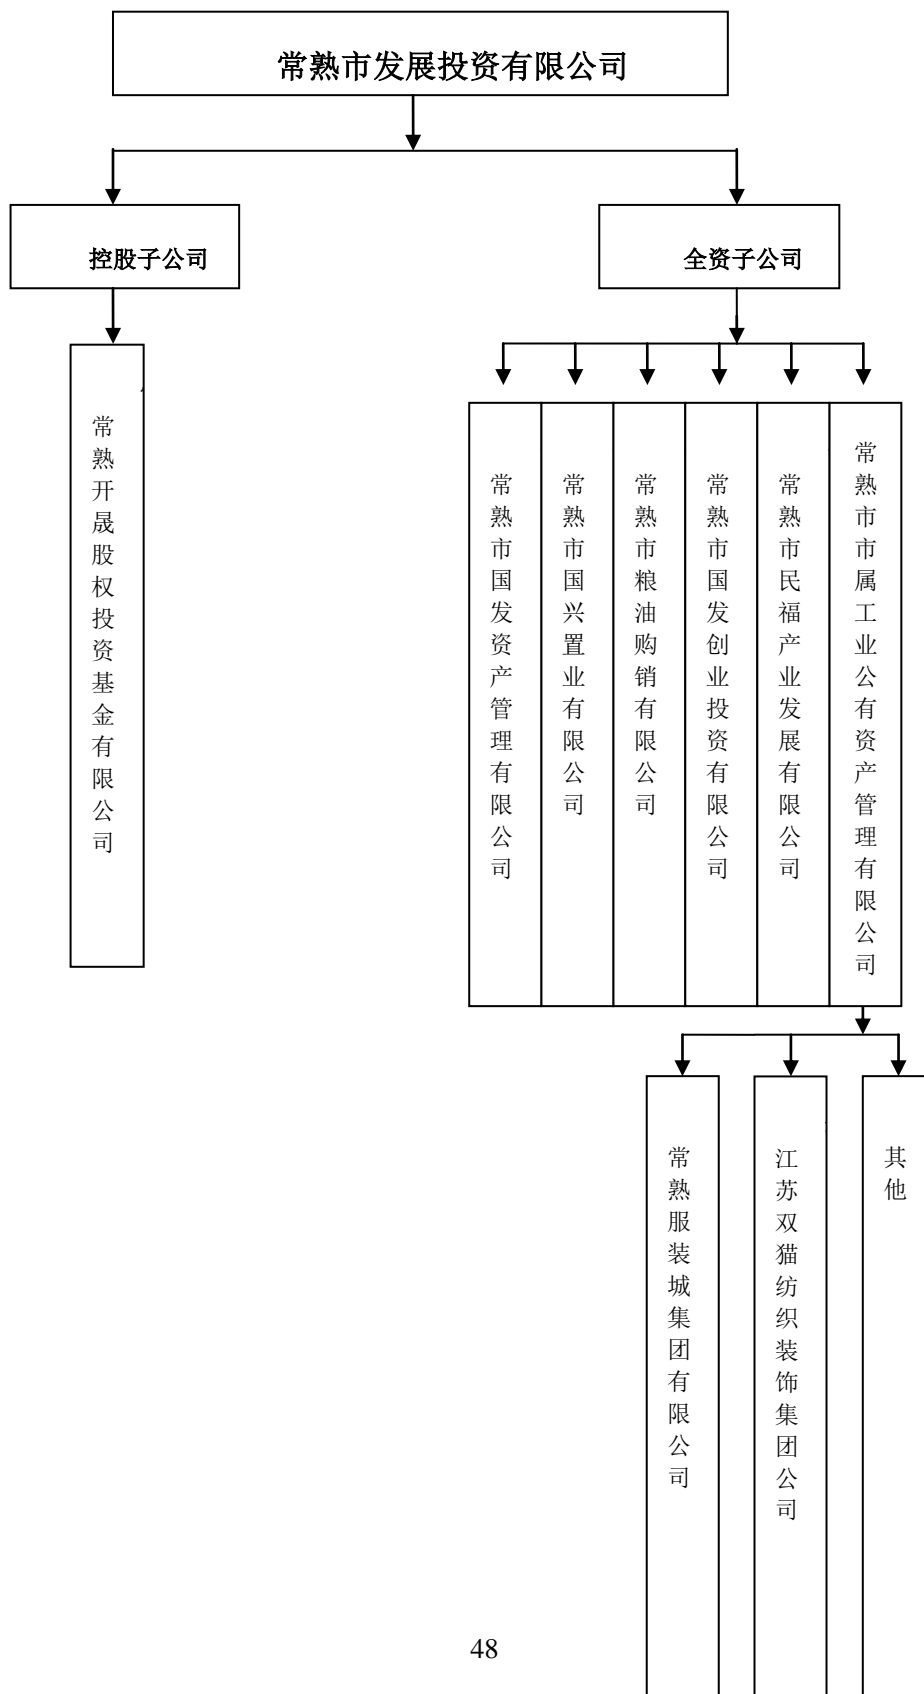 常熟市发展投资有限公司
控股子公司
全资子公司
常熟开晟股权投资基金有限公司
常熟市国发资产管理有限公司
常熟市国兴置业有限公司
常熟市粮油购销有限公司
常熟市国发创业投资有限公司
常熟市民福产业发展有限公司
常熟市市属工业公有资产管理有限公司
常熟服装城集团有限公司
江苏双猫纺织装饰集团公司
其他
48